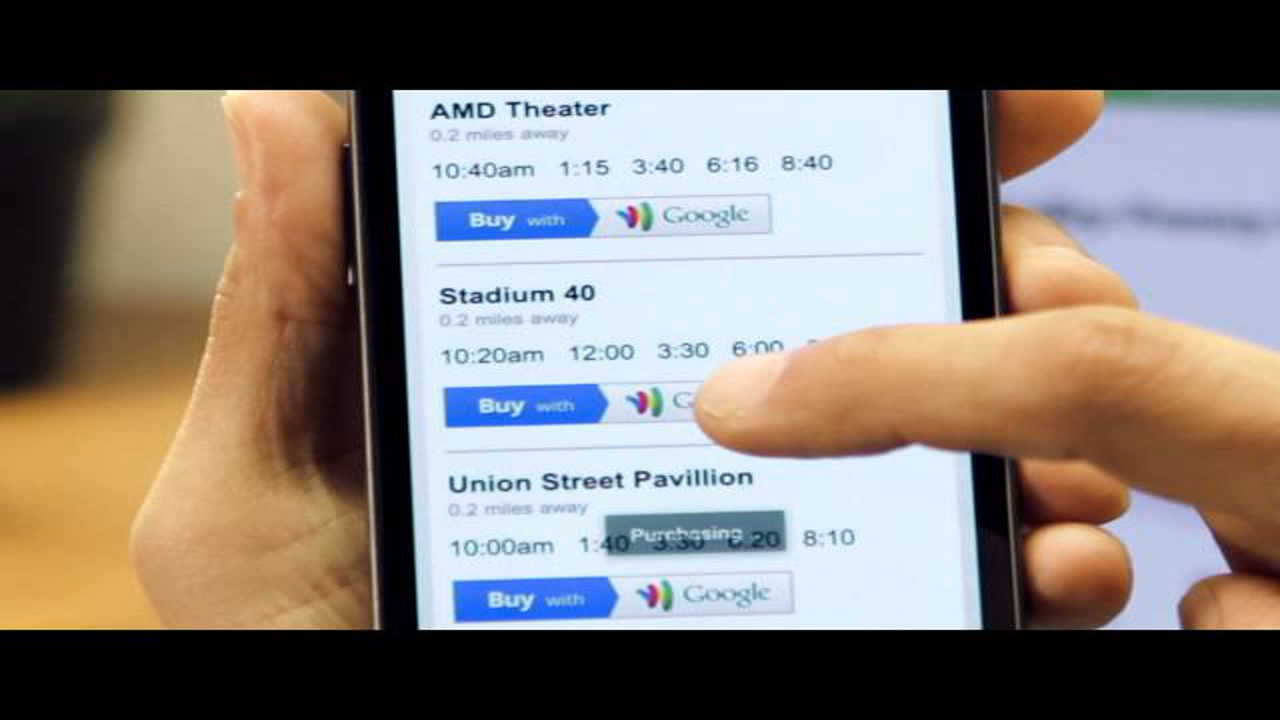 AMD Theater
0.2 miles away
10:40am 1:15 3:40 6:16 8:40
Buy with Google
Stadium 40
0.2 miles away
10:20am 12:00 3:30 6:00
Buy with G
Union Street Pavillion
0.2 miles away
Purchasing...
10:00am 1:40 3:30 6:20 8:10
Buy with Google